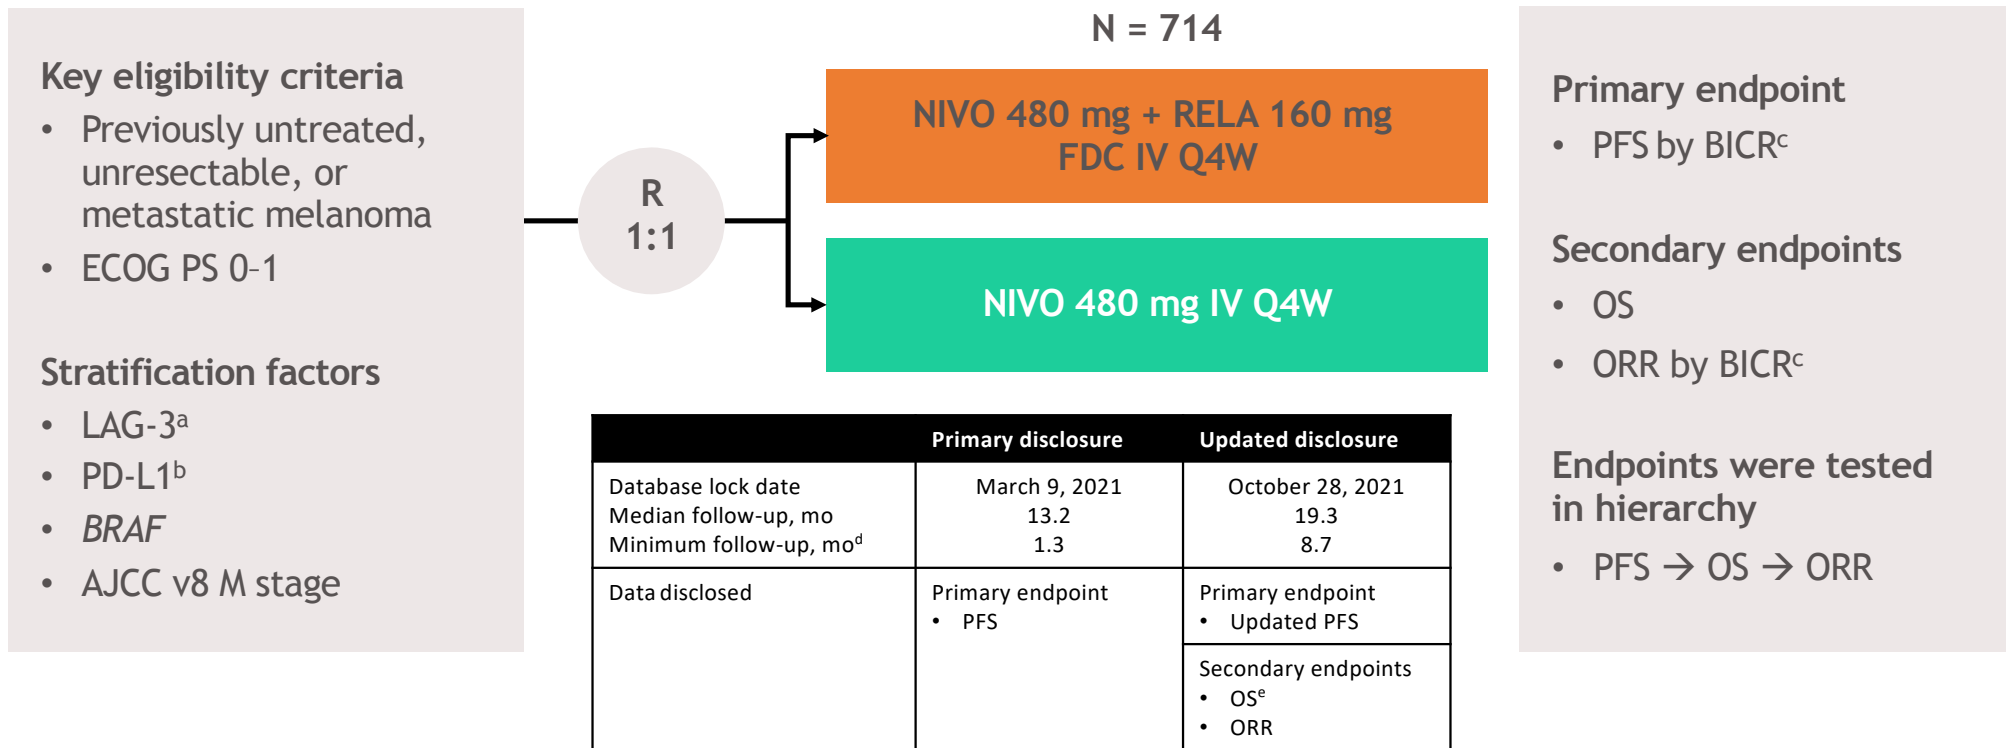 Key eligibility criteria
• Previously untreated,
unresectable, or
metastatic melanoma
• ECOG PS 0–1
Stratification factors
• LAG-3ᵃ
• PD-L1ᵇ
• BRAF
• AJCC v8 M stage
R
1:1
N = 714
NIVO 480 mg + RELA 160 mg
FDC IV Q4W
NIVO 480 mg IV Q4W
Primary disclosure Updated disclosure
Database lock date March 9, 2021 October 28, 2021
Median follow-up, mo 13.2 19.3
Minimum follow-up, moᵈ 1.3 8.7
Data disclosed Primary endpoint Primary endpoint
• PFS • Updated PFS
Secondary endpoints
• OSᵉ
• ORR
Primary endpoint
• PFS by BICRᶜ
Secondary endpoints
• OS
• ORR by BICRᶜ
Endpoints were tested
in hierarchy
• PFS → OS → ORR